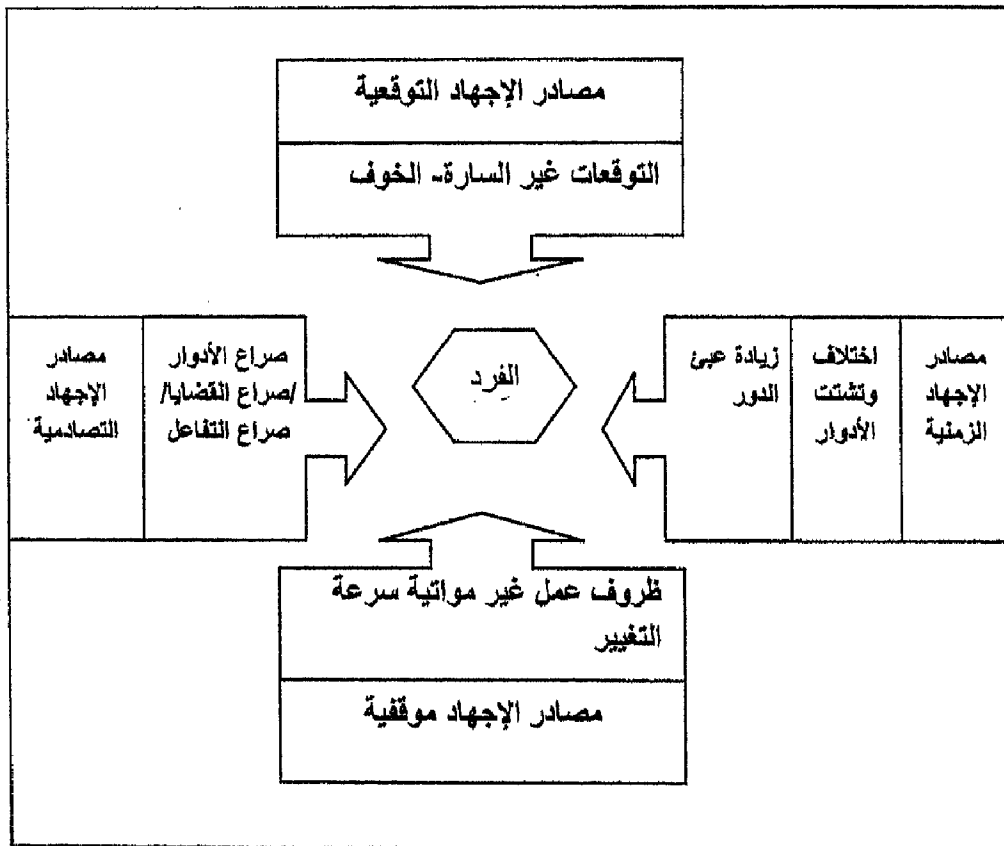 مصادر الإجهاد التوقعية
التوقعات غير السارة- الخوف
مصادر
الإجهاد
الزمنية
اختلاف
وتشتت
الأدوار
زيادة عبئ
الدور
الفرد
صراع الأدوار
/صراع القضايا/
صراع التفاعل
مصادر
الإجهاد
التصادمية
ظروف عمل غير مواتية سرعة
التغيير
مصادر الإجهاد موقفية